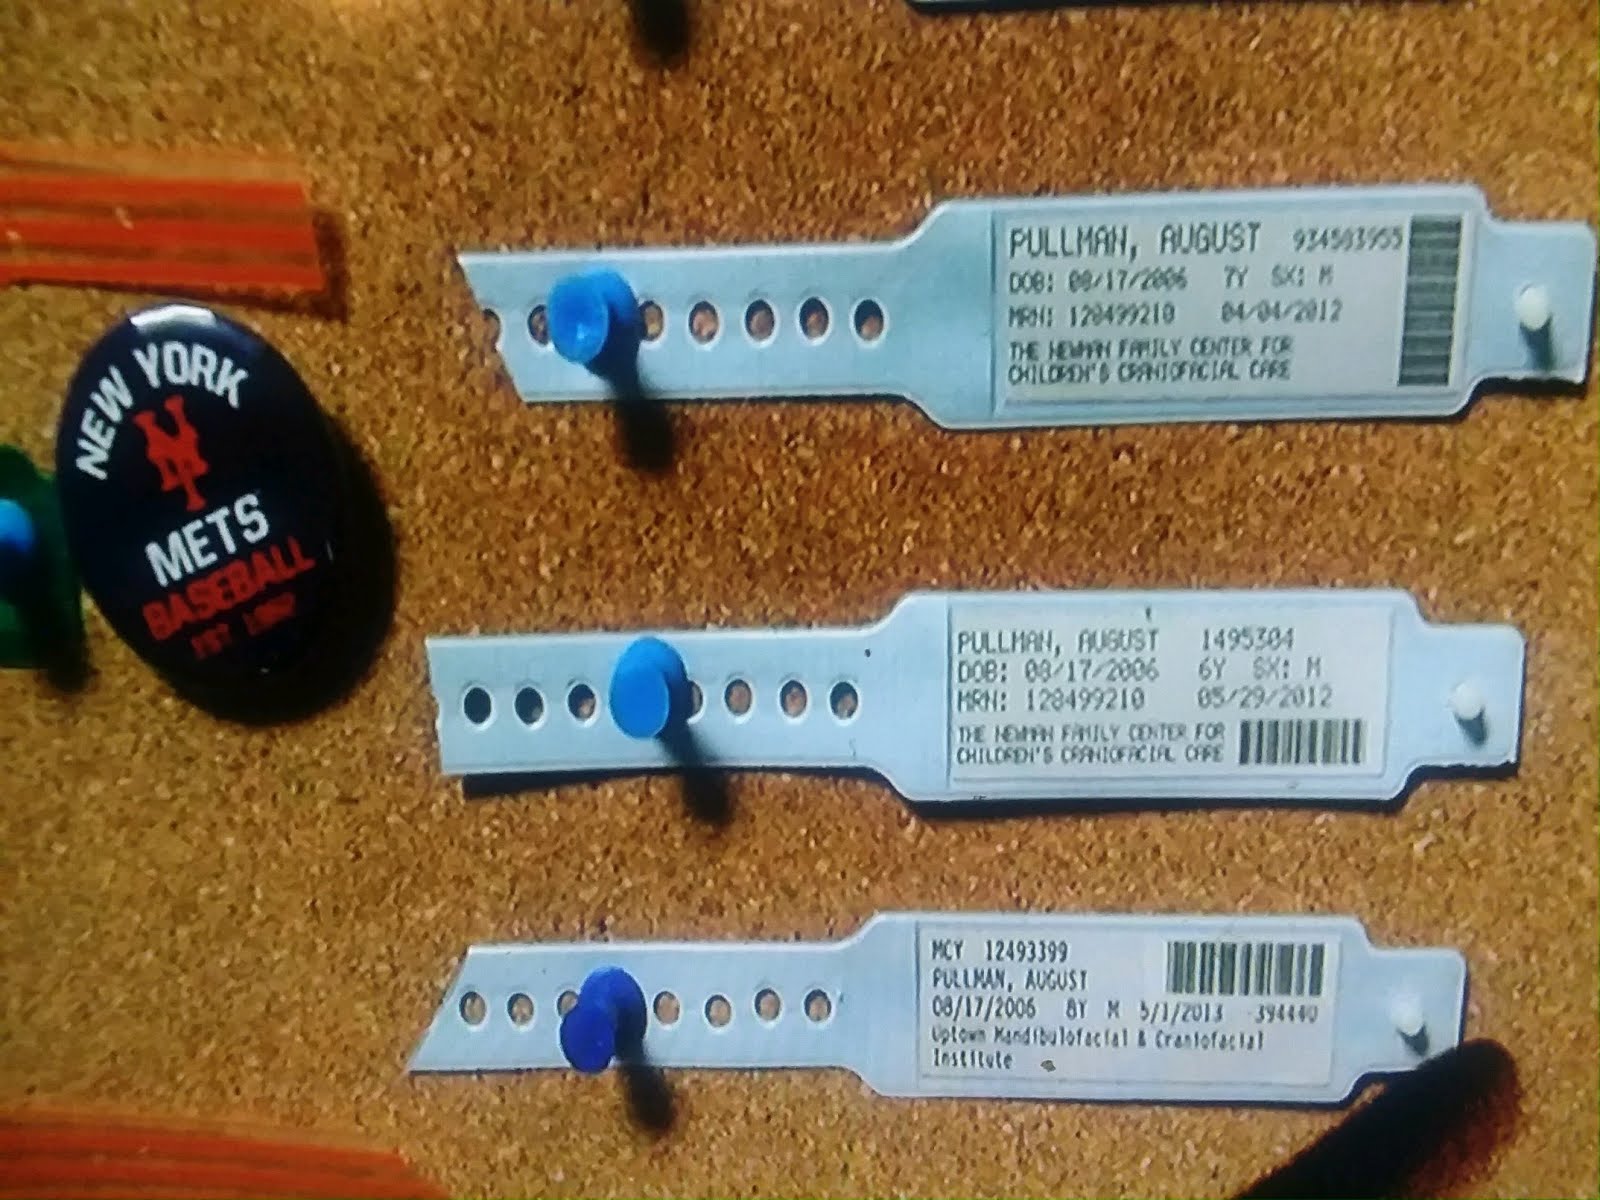 NEW YORK
NY
METS
BASEBALL
EST
PULLMAN, AUGUST 934583955
DOB: 08/17/2006 7Y SX: M
MRN: 128499210 04/04/2012
THE NEWMAN FAMILY CENTER FOR
CHILDREN'S CRANIOFACIAL CARE
PULLMAN, AUGUST 1495304
DOB: 08/17/2006 6Y SX: M
MRN: 128499210 05/29/2012
THE NEWMAN FAMILY CENTER FOR
CHILDREN'S CRANIOFACIAL CARE
MCY 12493399
PULLMAN, AUGUST
08/17/2006 8Y M 5/1/2013 394440
Uptown Mandibulofacial & Craniofacial
Institute